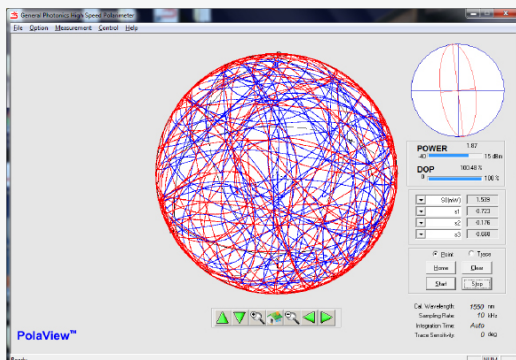 General Photonics High Speed Polarimeter
File Option Measurement Control Help
POWER 1.87
-40 15 dBm
DOP 100.48 %
0 100 %
S0(mW) 1.539
s1 0.723
s2 0.176
s3
Point Trace
Home Clear
Start Stop
Cal. Wavelength 1550 nm
Sampling Rate 10 kHz
Integration Time Auto
Trace Sensitivity 0 deg
PolaView™
Ready
NUM